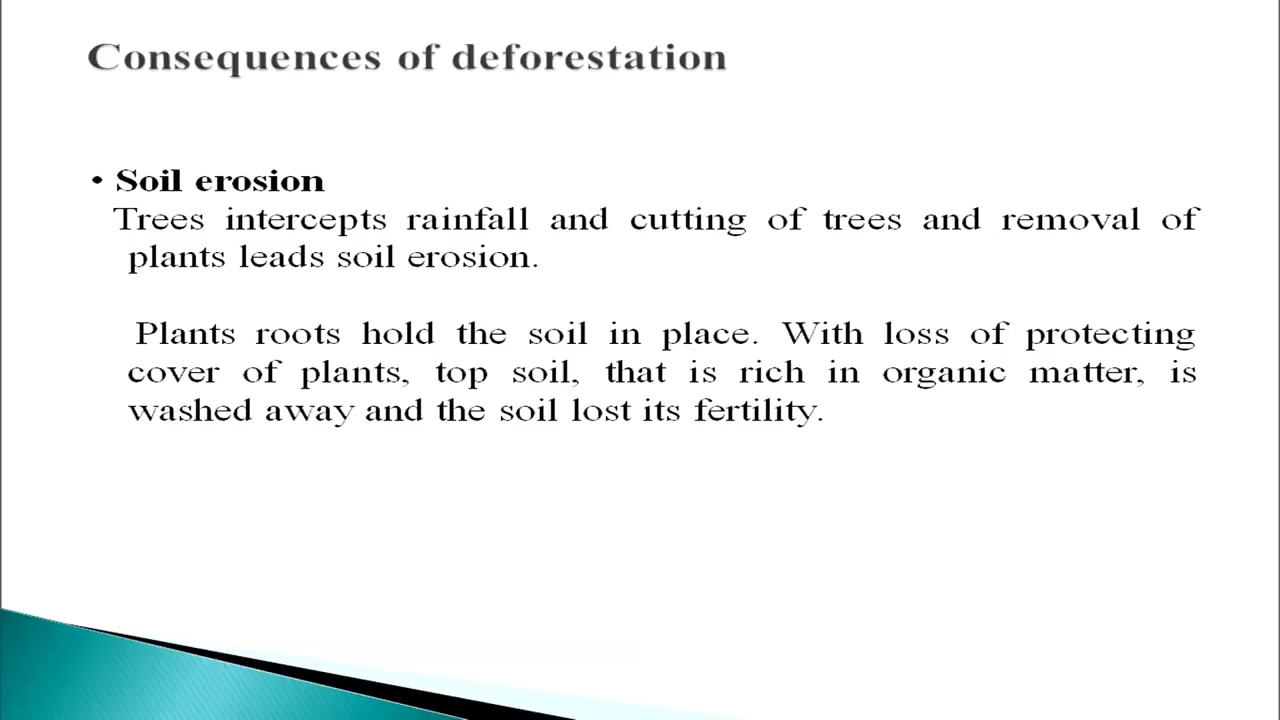 Consequences of deforestation
• Soil erosion
Trees intercepts rainfall and cutting of trees and removal of
plants leads soil erosion.
Plants roots hold the soil in place. With loss of protecting
cover of plants, top soil, that is rich in organic matter, is
washed away and the soil lost its fertility.